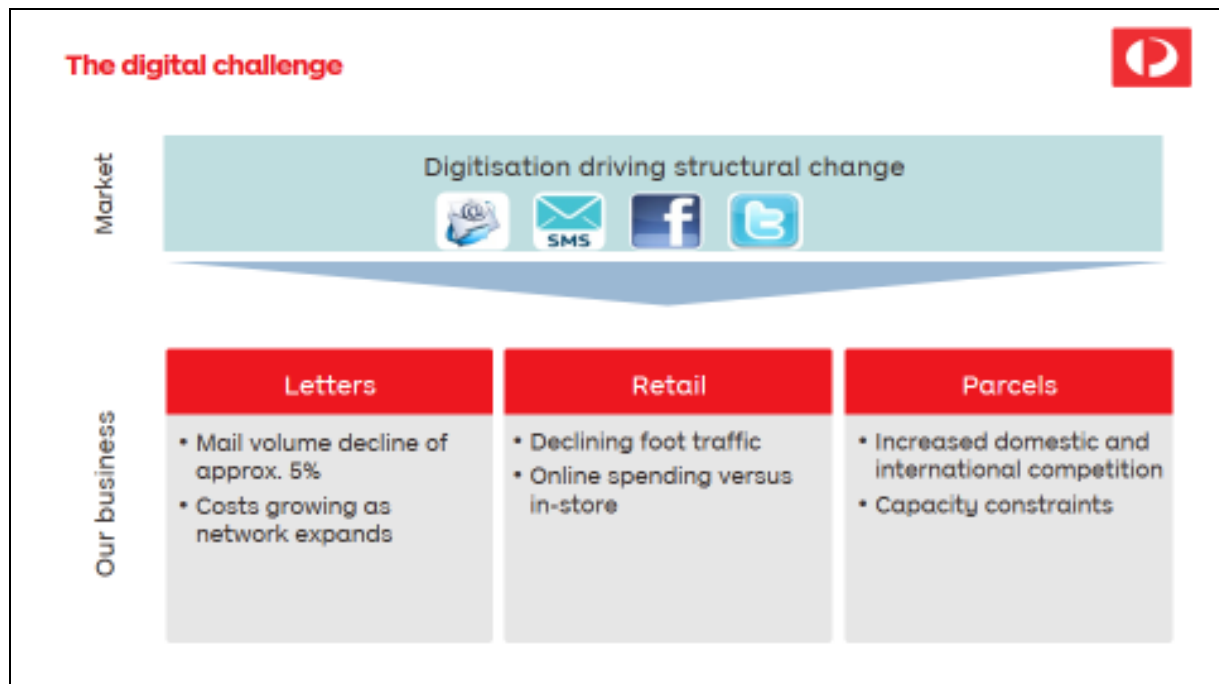 The digital challenge
Market
Digitisation driving structural change
@
SMS
f
t
Our business
Letters
• Mail volume decline of
approx. 5%
• Costs growing as
network expands
Retail
• Declining foot traffic
• Online spending versus
in-store
Parcels
• Increased domestic and
international competition
• Capacity constraints